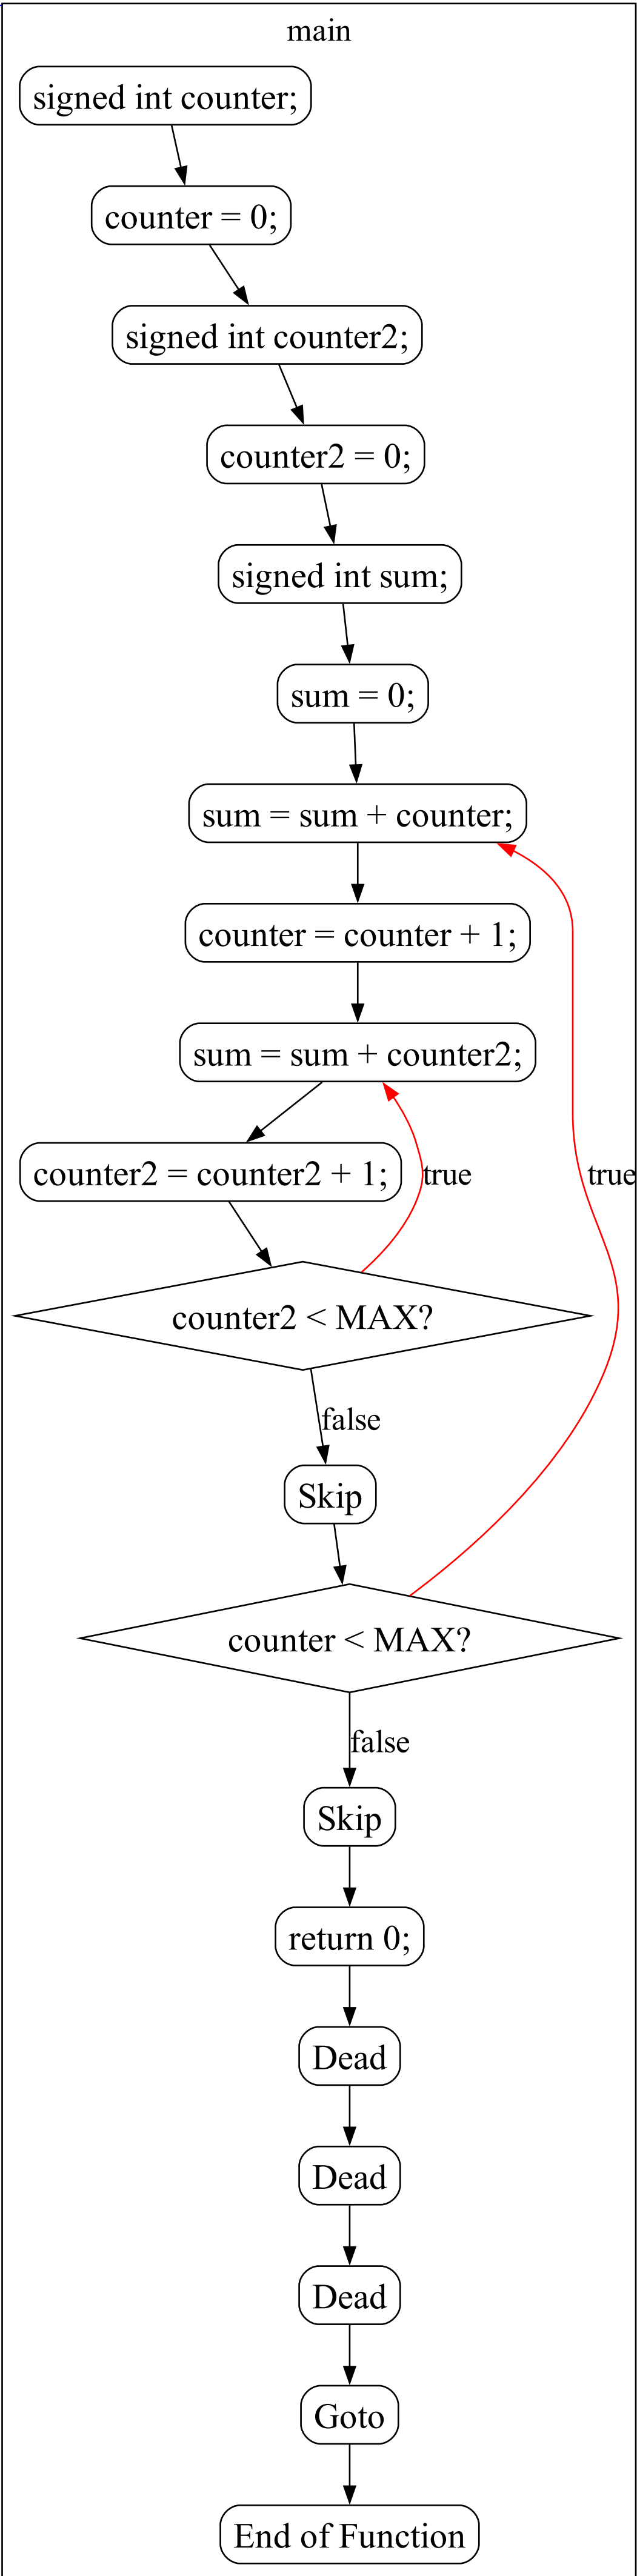 main
signed int counter;
counter = 0;
signed int counter2;
counter2 = 0;
signed int sum;
sum = 0;
sum = sum + counter;
counter = counter + 1;
sum = sum + counter2;
counter2 = counter2 + 1;
true
true
counter2 < MAX?
false
Skip
counter < MAX?
false
Skip
return 0;
Dead
Dead
Dead
Goto
End of Function